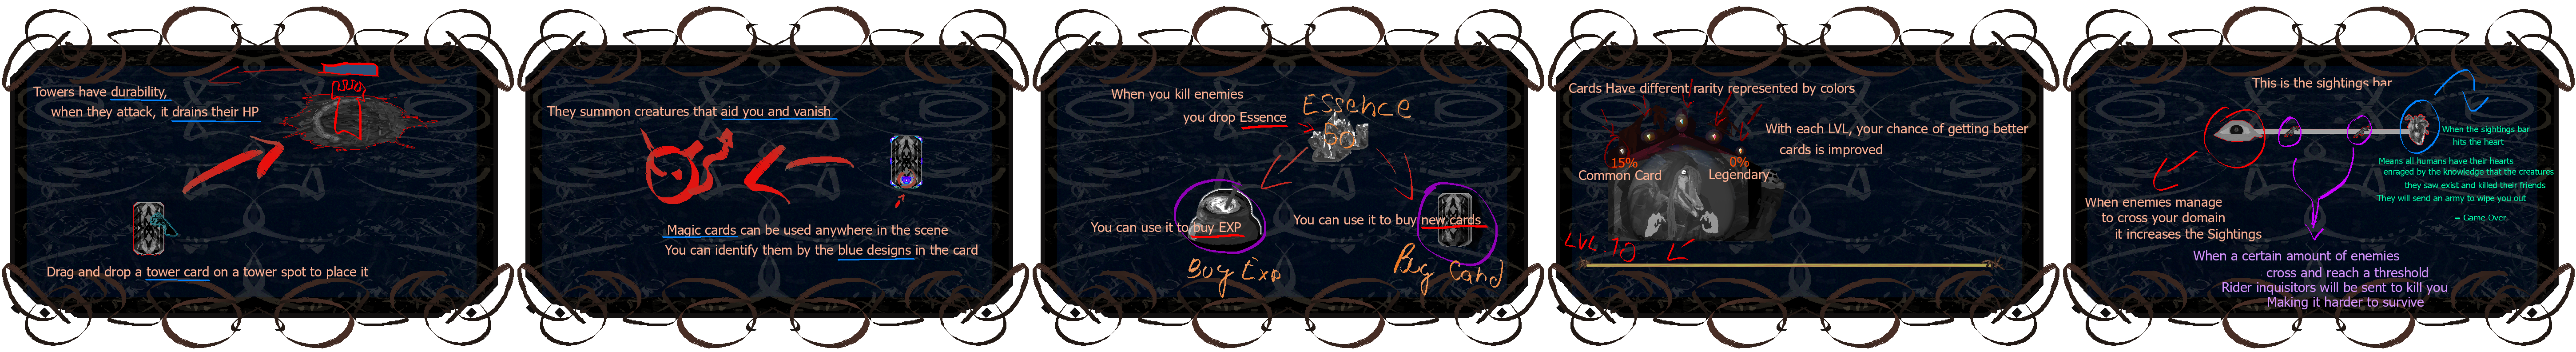 Towers have durability,
when they attack, it drains their HP
Drag and drop a tower card on a tower spot to place it
They summon creatures that aid you and vanish
Magic cards can be used anywhere in the scene
You can identify them by the blue designs in the card
When you kill enemies
you drop Essence
Essence
You can use it to buy EXP
You can use it to buy new cards
Buy Exp
Buy Card
Cards Have different rarity represented by colors
With each LVL, your chance of getting better
cards is improved
15%
Common Card
0%
Legendary
LVL 10
This is the sightings bar
When the sightings bar
hits the heart
Means all humans have their hearts
enraged by the knowledge that the creatures
they saw exist and killed their friends
They will send an army to wipe you out
= Game Over.
When enemies manage
to cross your domain
it increases the Sightings
When a certain amount of enemies
cross and reach a threshold
Rider inquisitors will be sent to kill you
Making it harder to survive